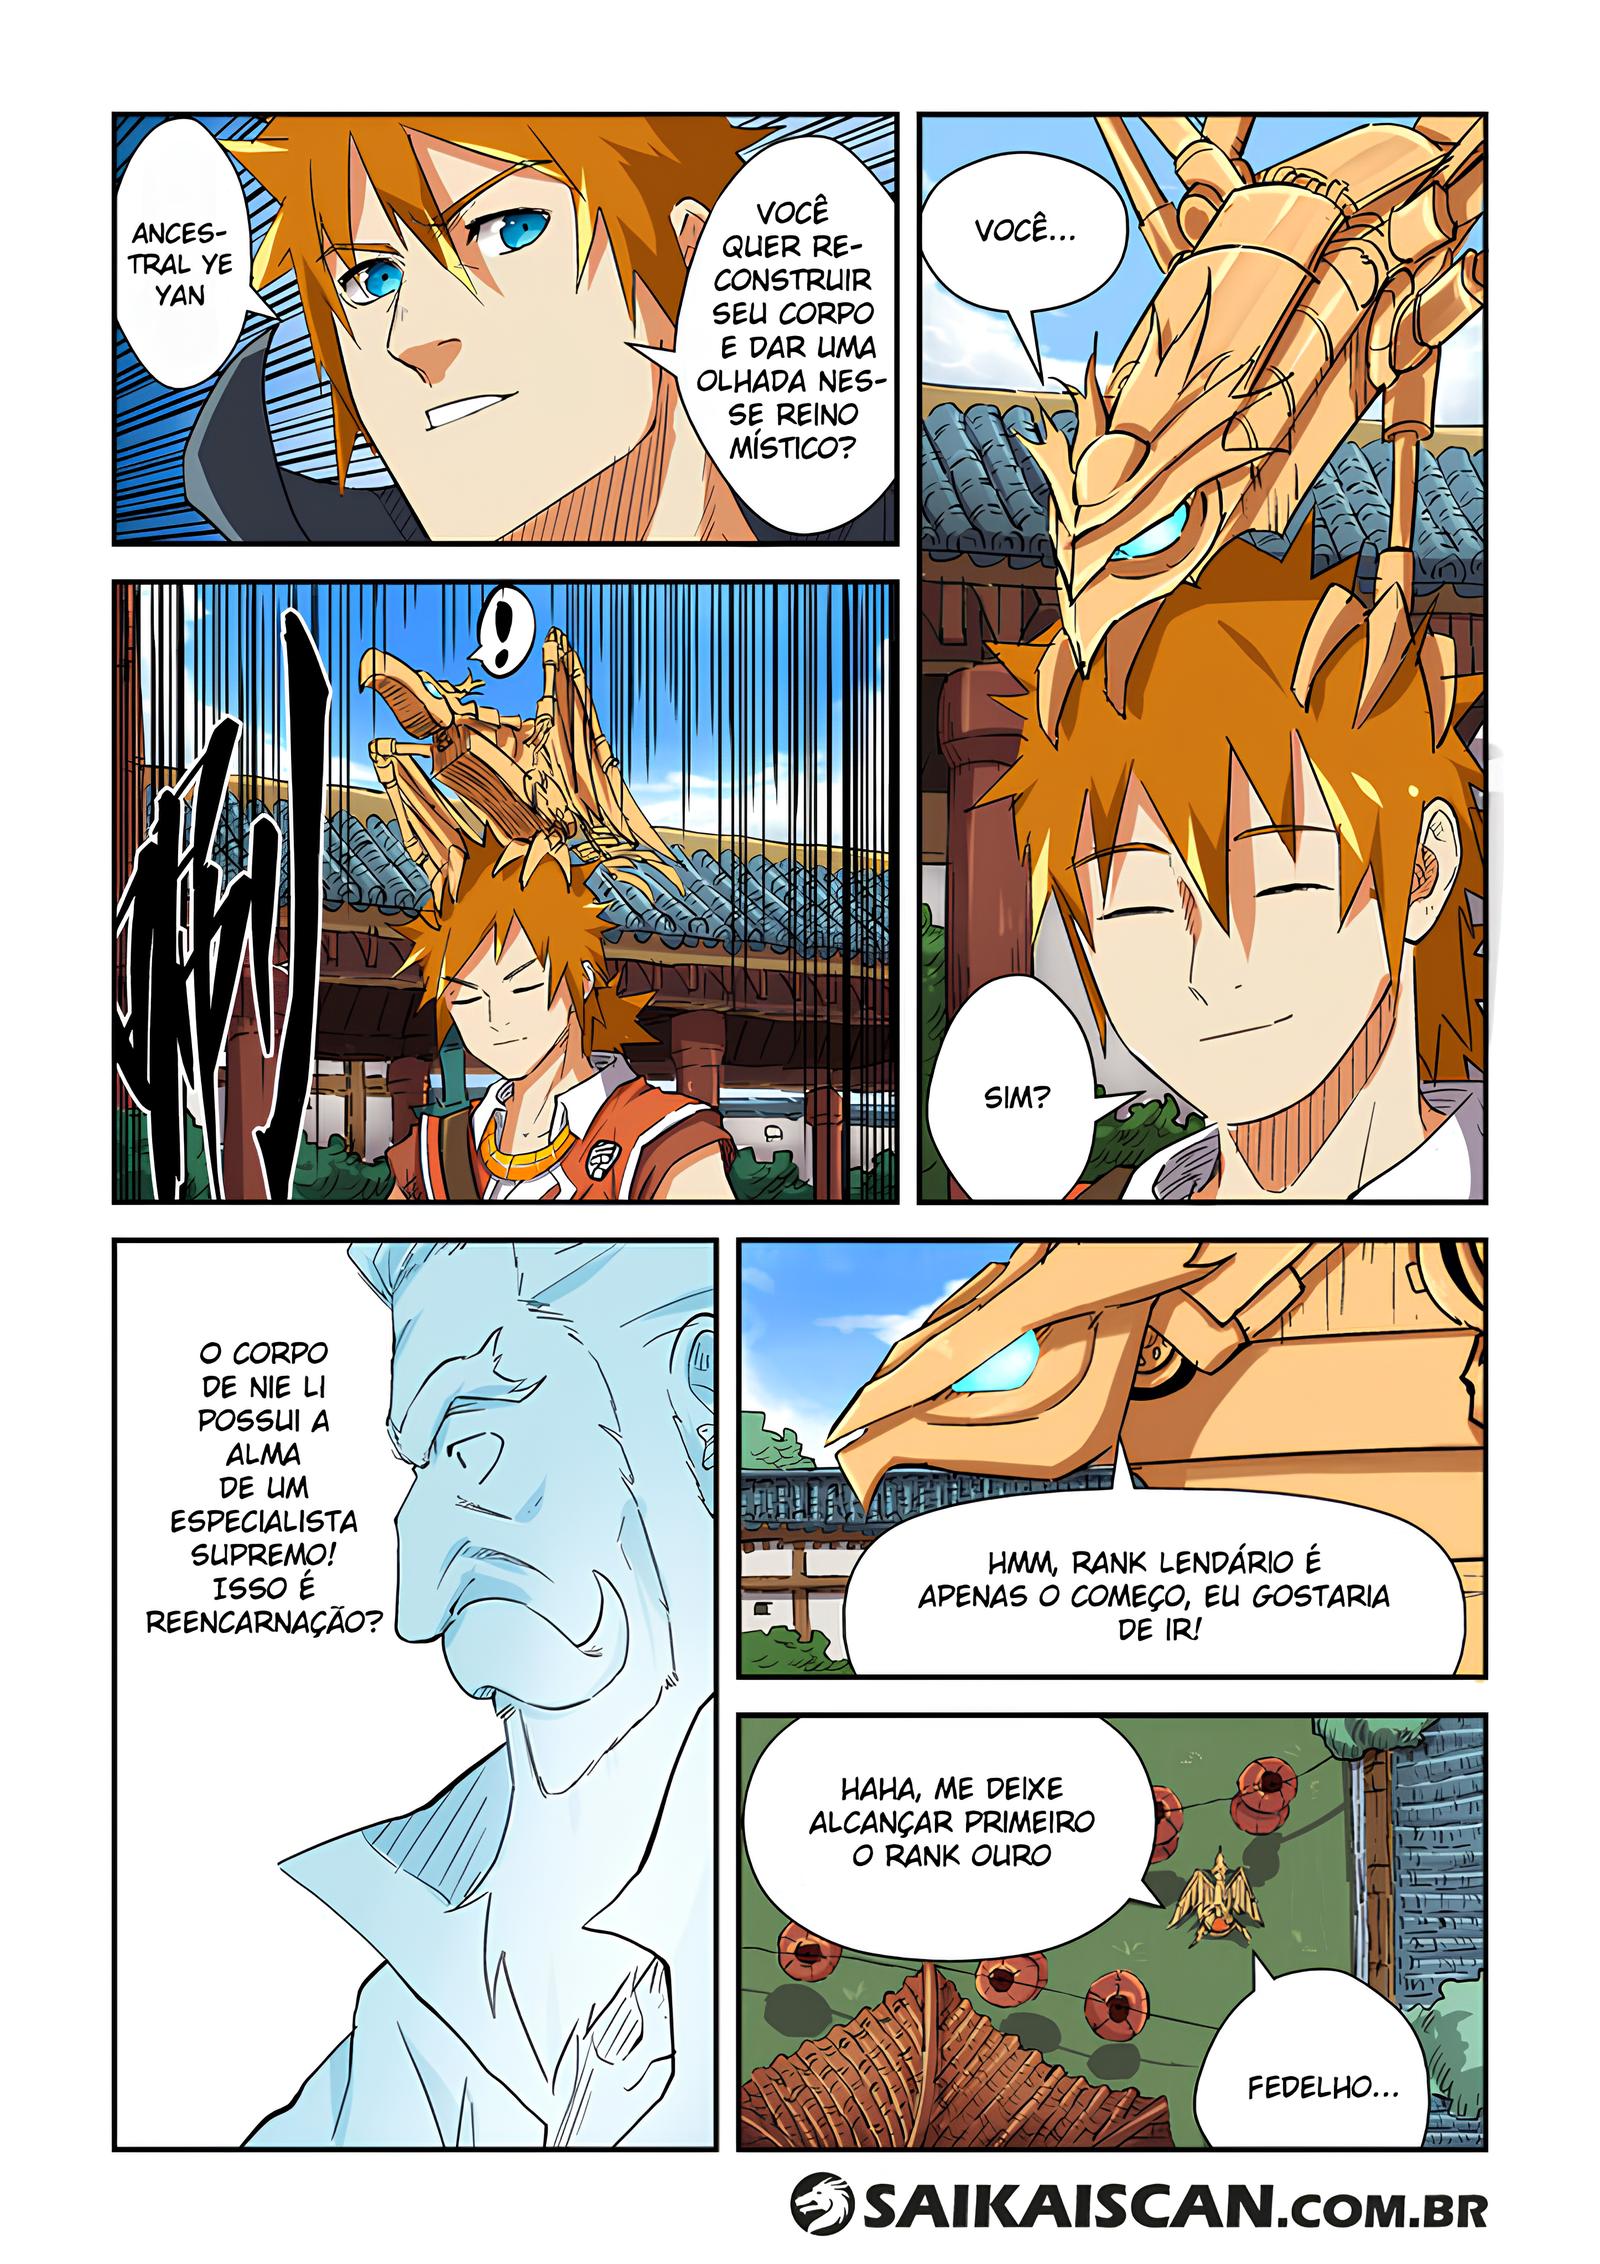 ANCES-
TRAL YE
YAN
VOCÊ
QUER RE-
CONSTRUIR
SEU CORPO
E DAR UMA
OLHADA NES-
SE REINO
MÍSTICO?
!
VOCÊ...
SIM?
O CORPO
DE NIE LI
POSSUI A
ALMA
DE UM
ESPECIALISTA
SUPREMO!
ISSO É
REENCARNAÇÃO?
HMM, RANK LENDÁRIO É
APENAS O COMEÇO, EU GOSTARIA
DE IR!
HAHA, ME DEIXE
ALCANÇAR PRIMEIRO
O RANK OURO
FEDELHO...
SAIKAISCAN.COM.BR